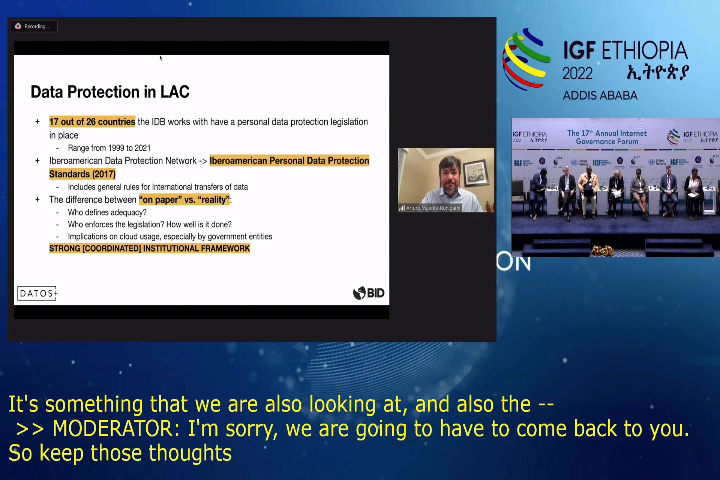 Recording...
Data Protection in LAC
+ 17 out of 26 countries the IDB works with have a personal data protection legislation
in place
- Range from 1999 to 2021
+ Iberoamerican Data Protection Network -> Iberoamerican Personal Data Protection
Standards (2017)
- Includes general rules for International transfers of data
+ The difference between “on paper” vs. “reality”:
- Who defines adequacy?
- Who enforces the legislation? How well is it done?
- Implications on cloud usage, especially by government entities
STRONG [COORDINATED] INSTITUTIONAL FRAMEWORK
DATOS+
BID
IGF ETHIOPIA
2022 ኢትዮጵያ
ADDIS ABABA
IGF ETHIOPIA
The 17th Annual Internet
Governance Forum
IGF ETHIOPIA
ON
It's something that we are also looking at, and also the --
>> MODERATOR: I'm sorry, we are going to have to come back to you.
So keep those thoughts